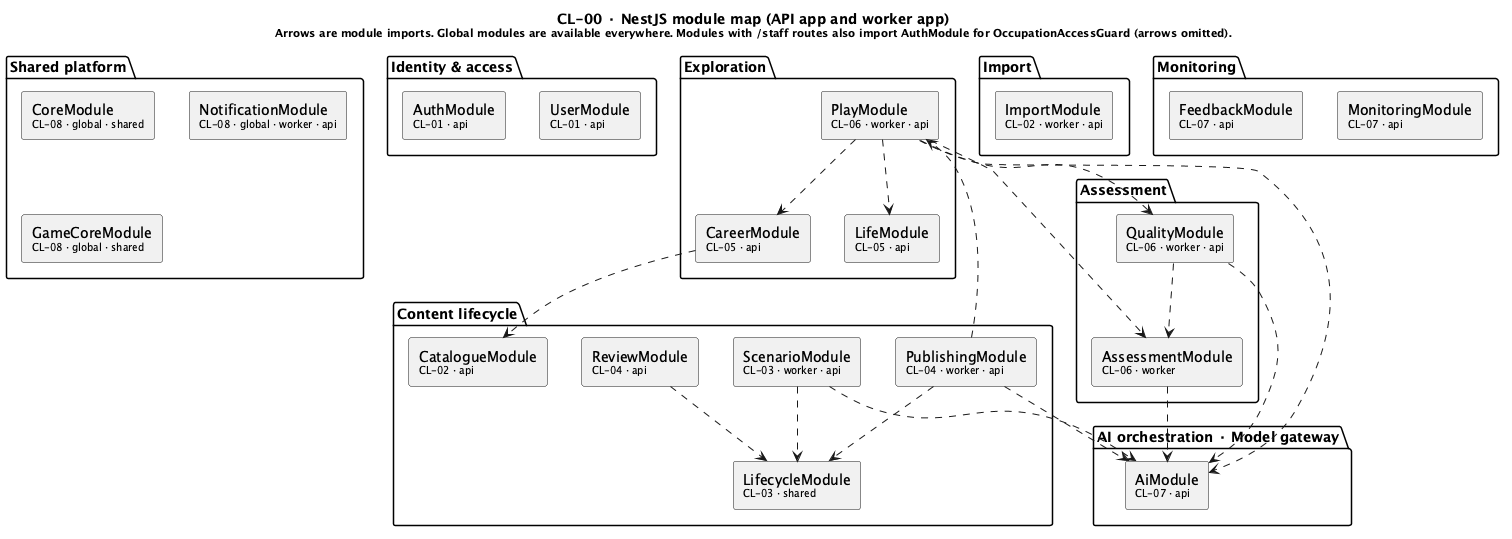 CL-00 · NestJS module map (API app and worker app)
Arrows are module imports. Global modules are available everywhere. Modules with /staff routes also import AuthModule for OccupationAccessGuard (arrows omitted).
Shared platform
CoreModule
CL-08 · global · shared
NotificationModule
CL-08 · global · worker · api
GameCoreModule
CL-08 · global · shared
Identity & access
AuthModule
CL-01 · api
UserModule
CL-01 · api
Exploration
PlayModule
CL-06 · worker · api
CareerModule
CL-05 · api
LifeModule
CL-05 · api
Import
ImportModule
CL-02 · worker · api
Monitoring
FeedbackModule
CL-07 · api
MonitoringModule
CL-07 · api
Assessment
QualityModule
CL-06 · worker · api
AssessmentModule
CL-06 · worker
Content lifecycle
CatalogueModule
CL-02 · api
ReviewModule
CL-04 · api
ScenarioModule
CL-03 · worker · api
PublishingModule
CL-04 · worker · api
LifecycleModule
CL-03 · shared
AI orchestration · Model gateway
AiModule
CL-07 · api